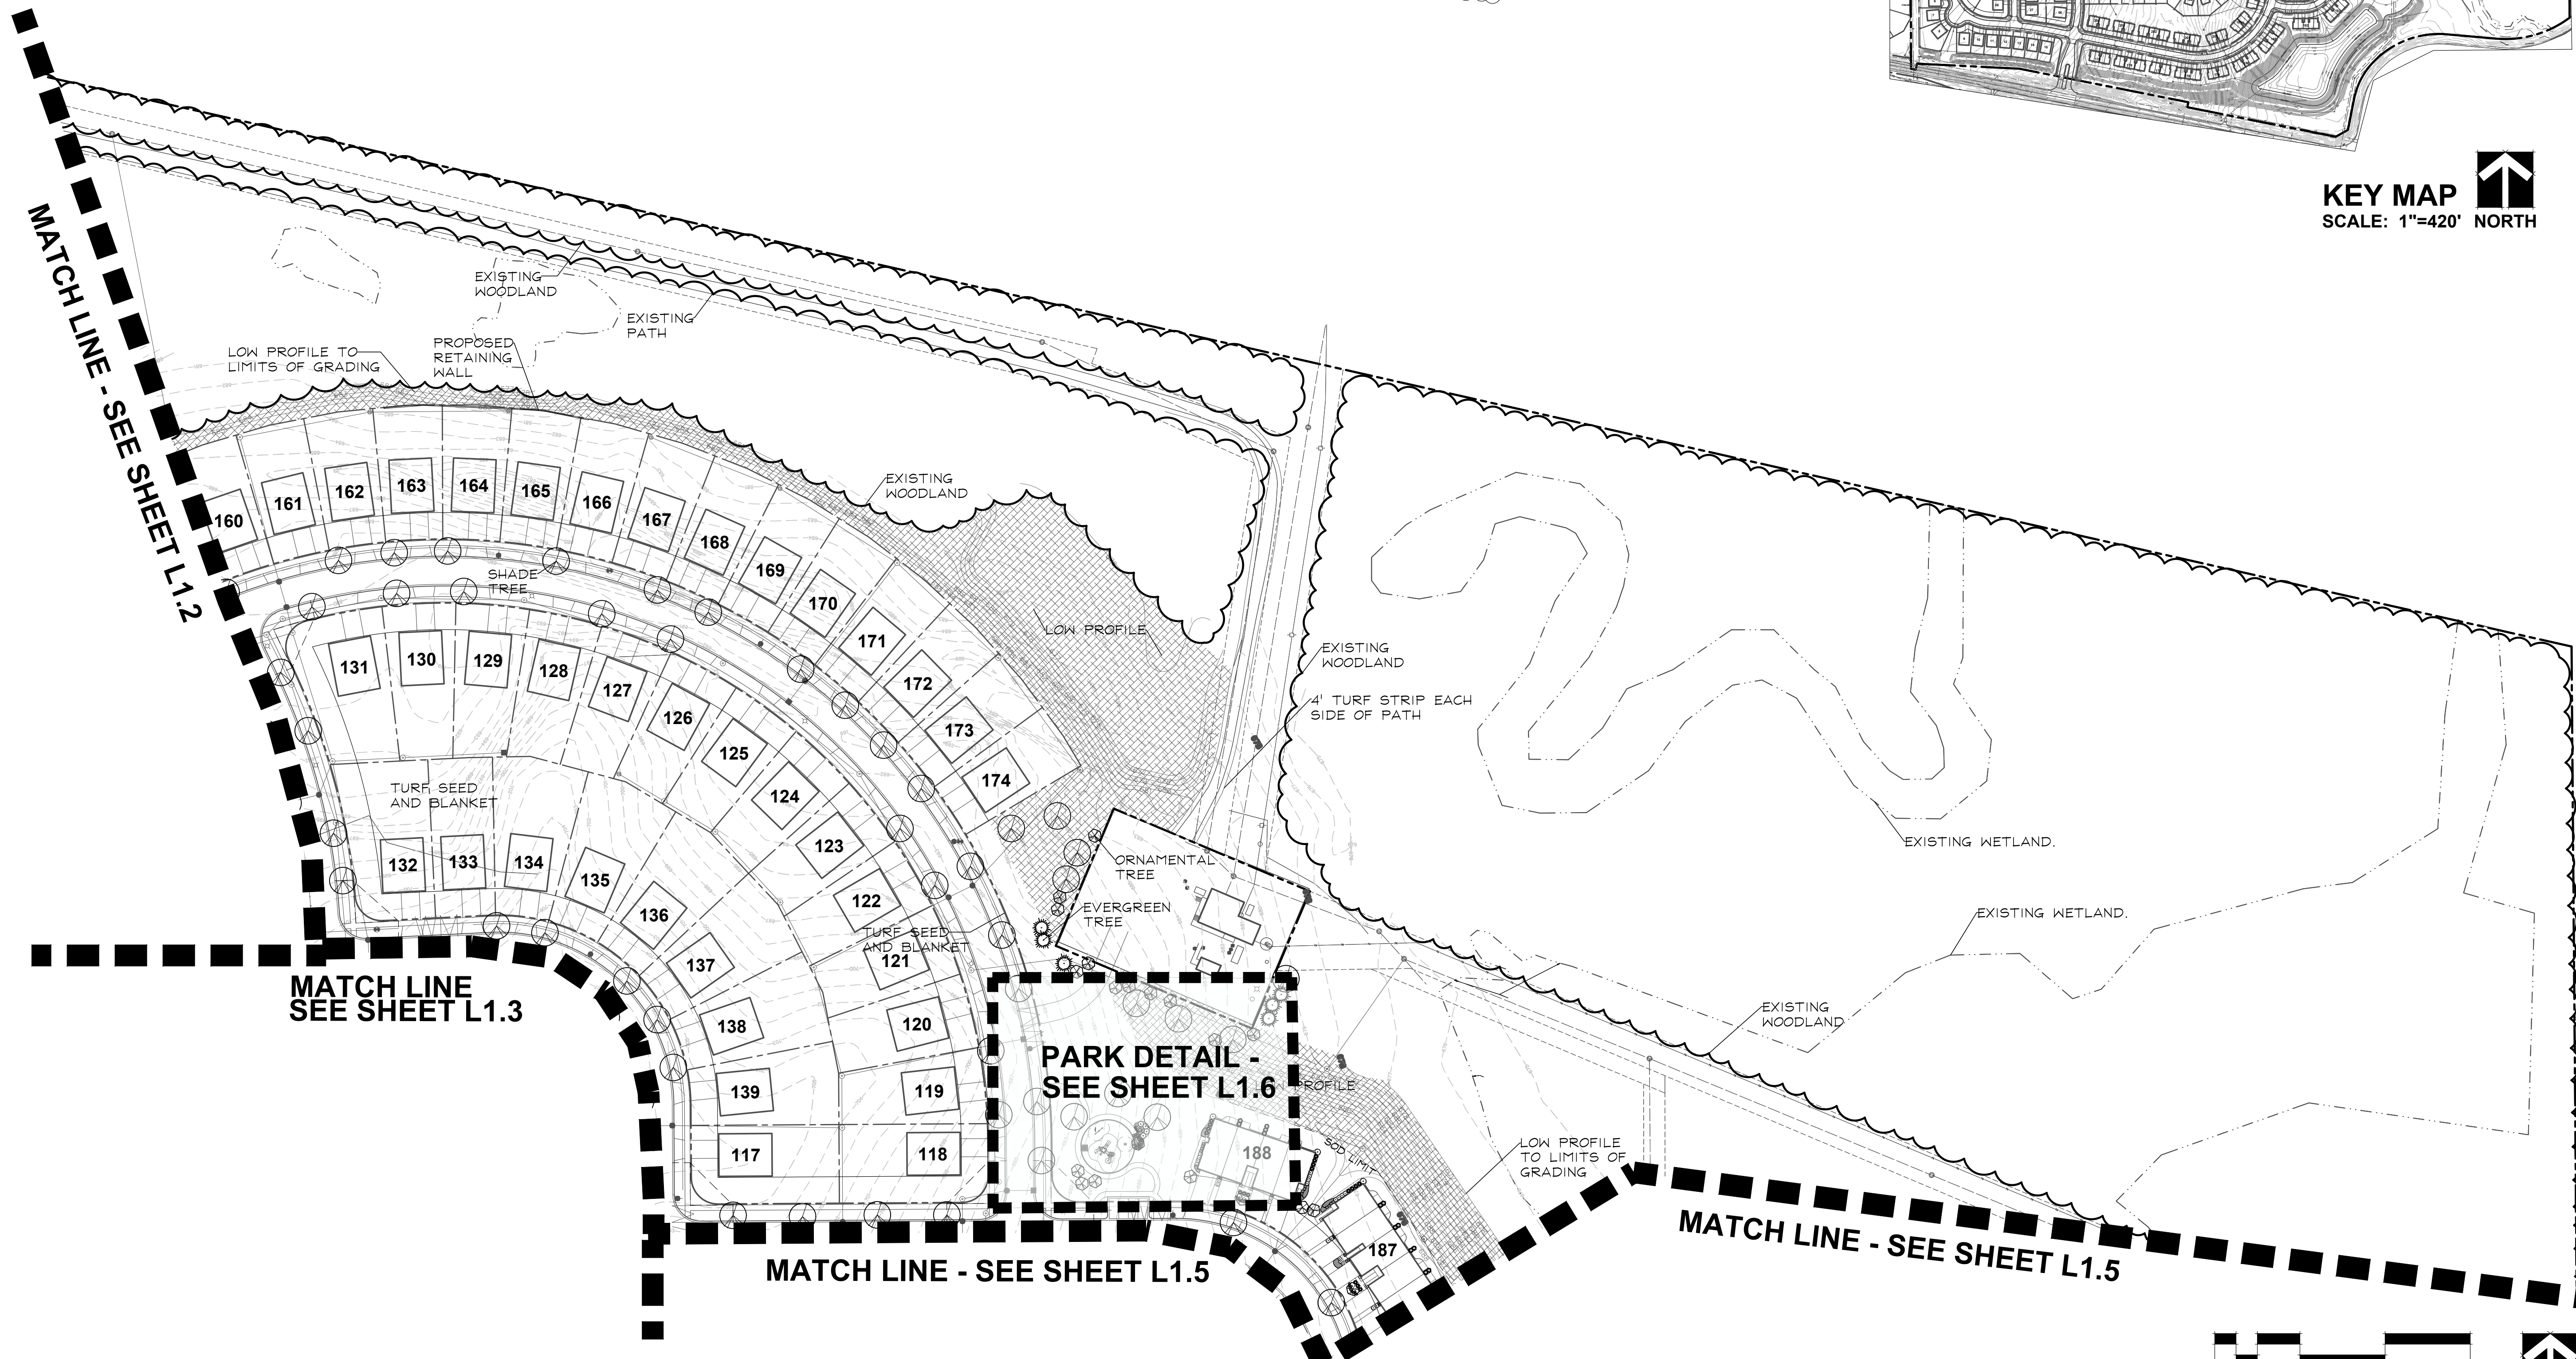 KEY MAP
SCALE: 1"=420' NORTH
MATCH LINE - SEE SHEET L1.2
EXISTING
WOODLAND
EXISTING
PATH
PROPOSED
RETAINING
WALL
LOW PROFILE TO
LIMITS OF GRADING
EXISTING
WOODLAND
160
161
162
163
164
165
166
167
168
169
170
171
172
173
174
SHADE
TREE
LOW PROFILE
EXISTING
WOODLAND
4' TURF STRIP EACH
SIDE OF PATH
131
130
129
128
127
126
125
124
123
122
121
120
119
118
TURF SEED
AND BLANKET
132
133
134
135
136
137
138
139
117
TURF SEED
AND BLANKET
ORNAMENTAL
TREE
EVERGREEN
TREE
EXISTING WETLAND.
EXISTING WETLAND.
EXISTING
WOODLAND
MATCH LINE
SEE SHEET L1.3
PARK DETAIL -
SEE SHEET L1.6
PROFILE
188
SOD LIMIT
LOW PROFILE
TO LIMITS OF
GRADING
187
MATCH LINE - SEE SHEET L1.5
MATCH LINE - SEE SHEET L1.5